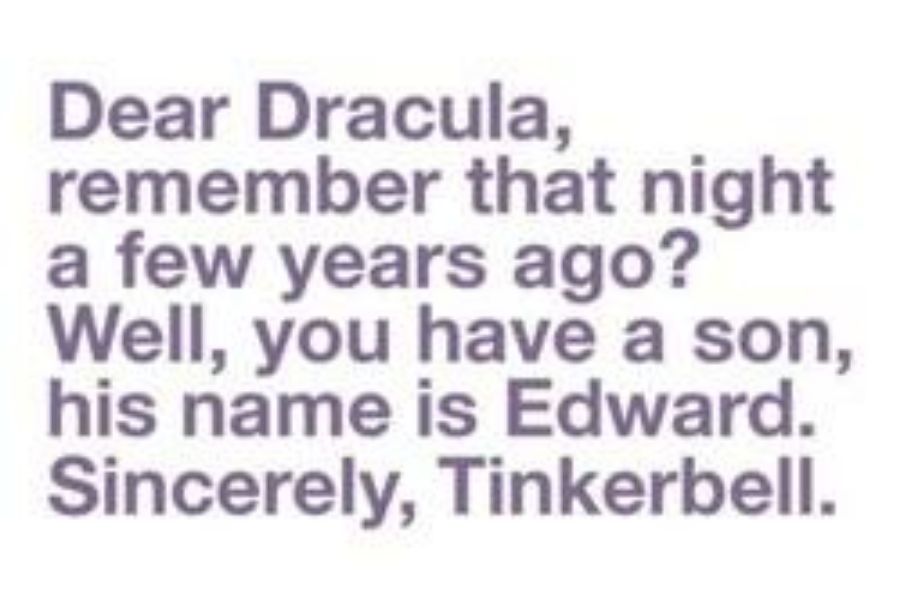 Dear Dracula,
remember that night
a few years ago?
Well, you have a son,
his name is Edward.
Sincerely, Tinkerbell.